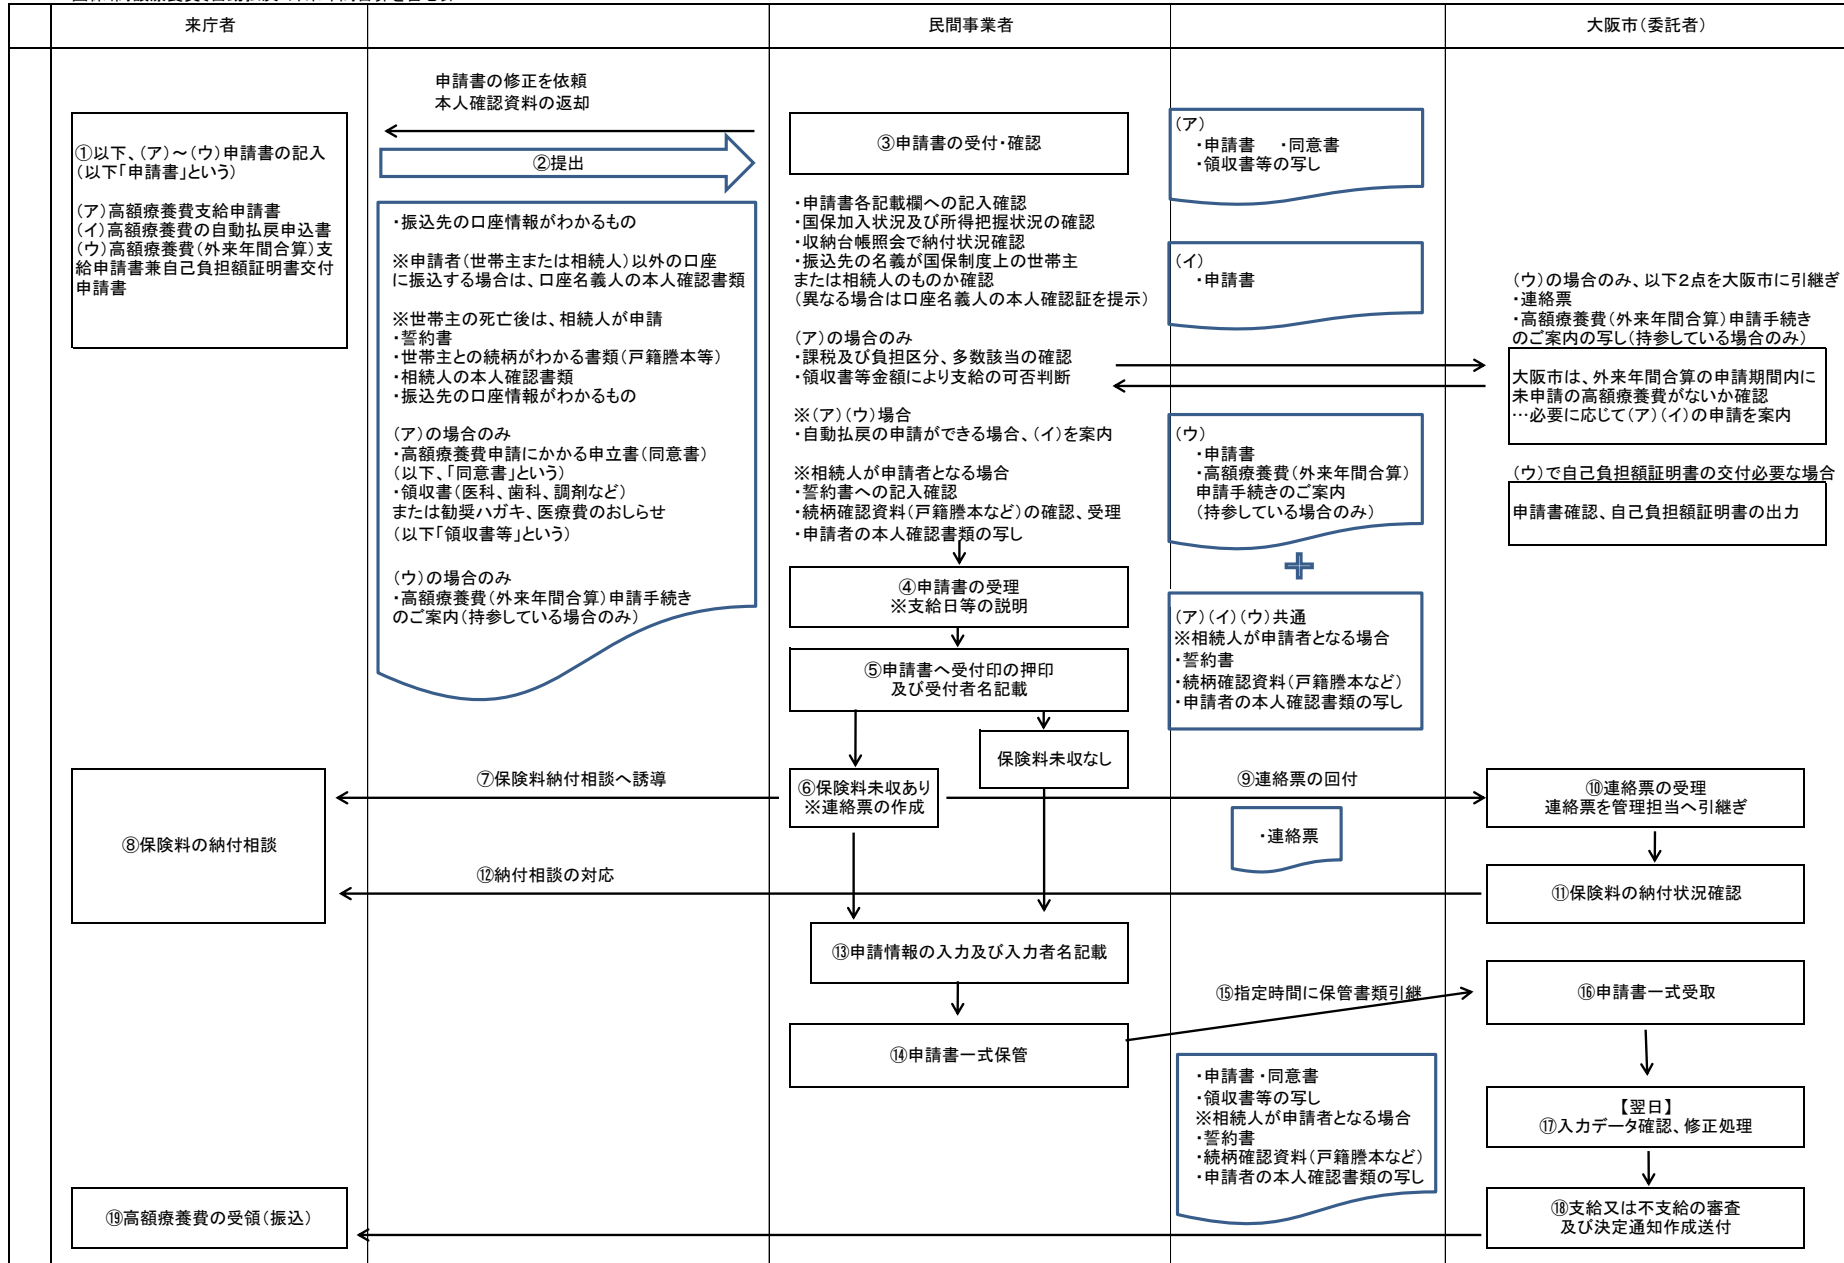 来庁者
民間事業者
大阪市（委託者）
申請書の修正を依頼
本人確認資料の返却
①以下、（ア）～（ウ）申請書の記入
（以下「申請書」という）
（ア）高額療養費支給申請書
（イ）高額療養費の自動払戻申込書
（ウ）高額療養費（外来年間合算）支
給申請書兼自己負担額証明書交付
申請書
②提出
・振込先の口座情報がわかるもの
※申請者（世帯主または相続人）以外の口座
に振込する場合は、口座名義人の本人確認書類
※世帯主の死亡後は、相続人が申請
・誓約書
・世帯主との続柄がわかる書類（戸籍謄本等）
・相続人の本人確認書類
・振込先の口座情報がわかるもの
（ア）の場合のみ
・高額療養費申請にかかる申立書（同意書）
（以下、「同意書」という）
・領収書（医科、歯科、調剤など）
または勧奨ハガキ、医療費のおしらせ
（以下「領収書等」という）
（ウ）の場合のみ
・高額療養費（外来年間合算）申請手続き
のご案内（持参している場合のみ）
③申請書の受付・確認
・申請書各記載欄への記入確認
・国保加入状況及び所得把握状況の確認
・収納台帳照会で納付状況確認
・振込先の名義が国保制度上の世帯主
または相続人のものか確認
（異なる場合は口座名義人の本人確認証を提示）
（ア）の場合のみ
・課税及び負担区分、多数該当の確認
・領収書等金額により支給の可否判断
※（ア）（ウ）場合
・自動払戻の申請ができる場合、（イ）を案内
※相続人が申請者となる場合
・誓約書への記入確認
・続柄確認資料（戸籍謄本など）の確認、受理
・申請者の本人確認書類の写し
（ア）
・申請書　・同意書
・領収書等の写し
（イ）
・申請書
（ウ）
・申請書
・高額療養費（外来年間合算）
申請手続きのご案内
（持参している場合のみ）
（ア）（イ）（ウ）共通
※相続人が申請者となる場合
・誓約書
・続柄確認資料（戸籍謄本など）
・申請者の本人確認書類の写し
（ウ）の場合のみ、以下２点を大阪市に引継ぎ
・連絡票
・高額療養費（外来年間合算）申請手続き
のご案内の写し（持参している場合のみ）
大阪市は、外来年間合算の申請期間内に
未申請の高額療養費がないか確認
…必要に応じて（ア）（イ）の申請を案内
（ウ）で自己負担額証明書の交付必要な場合
申請書確認、自己負担額証明書の出力
④申請書の受理
※支給日等の説明
⑤申請書へ受付印の押印
及び受付者名記載
保険料未収なし
⑥保険料未収あり
※連絡票の作成
⑦保険料納付相談へ誘導
⑧保険料の納付相談
⑨連絡票の回付
・連絡票
⑩連絡票の受理
連絡票を管理担当へ引継ぎ
⑪保険料の納付状況確認
⑫納付相談の対応
⑬申請情報の入力及び入力者名記載
⑭申請書一式保管
⑮指定時間に保管書類引継
⑯申請書一式受取
・申請書・同意書
・領収書等の写し
※相続人が申請者となる場合
・誓約書
・続柄確認資料（戸籍謄本など）
・申請者の本人確認書類の写し
【翌日】
⑰入力データ確認、修正処理
⑱支給又は不支給の審査
及び決定通知作成送付
⑲高額療養費の受領（振込）